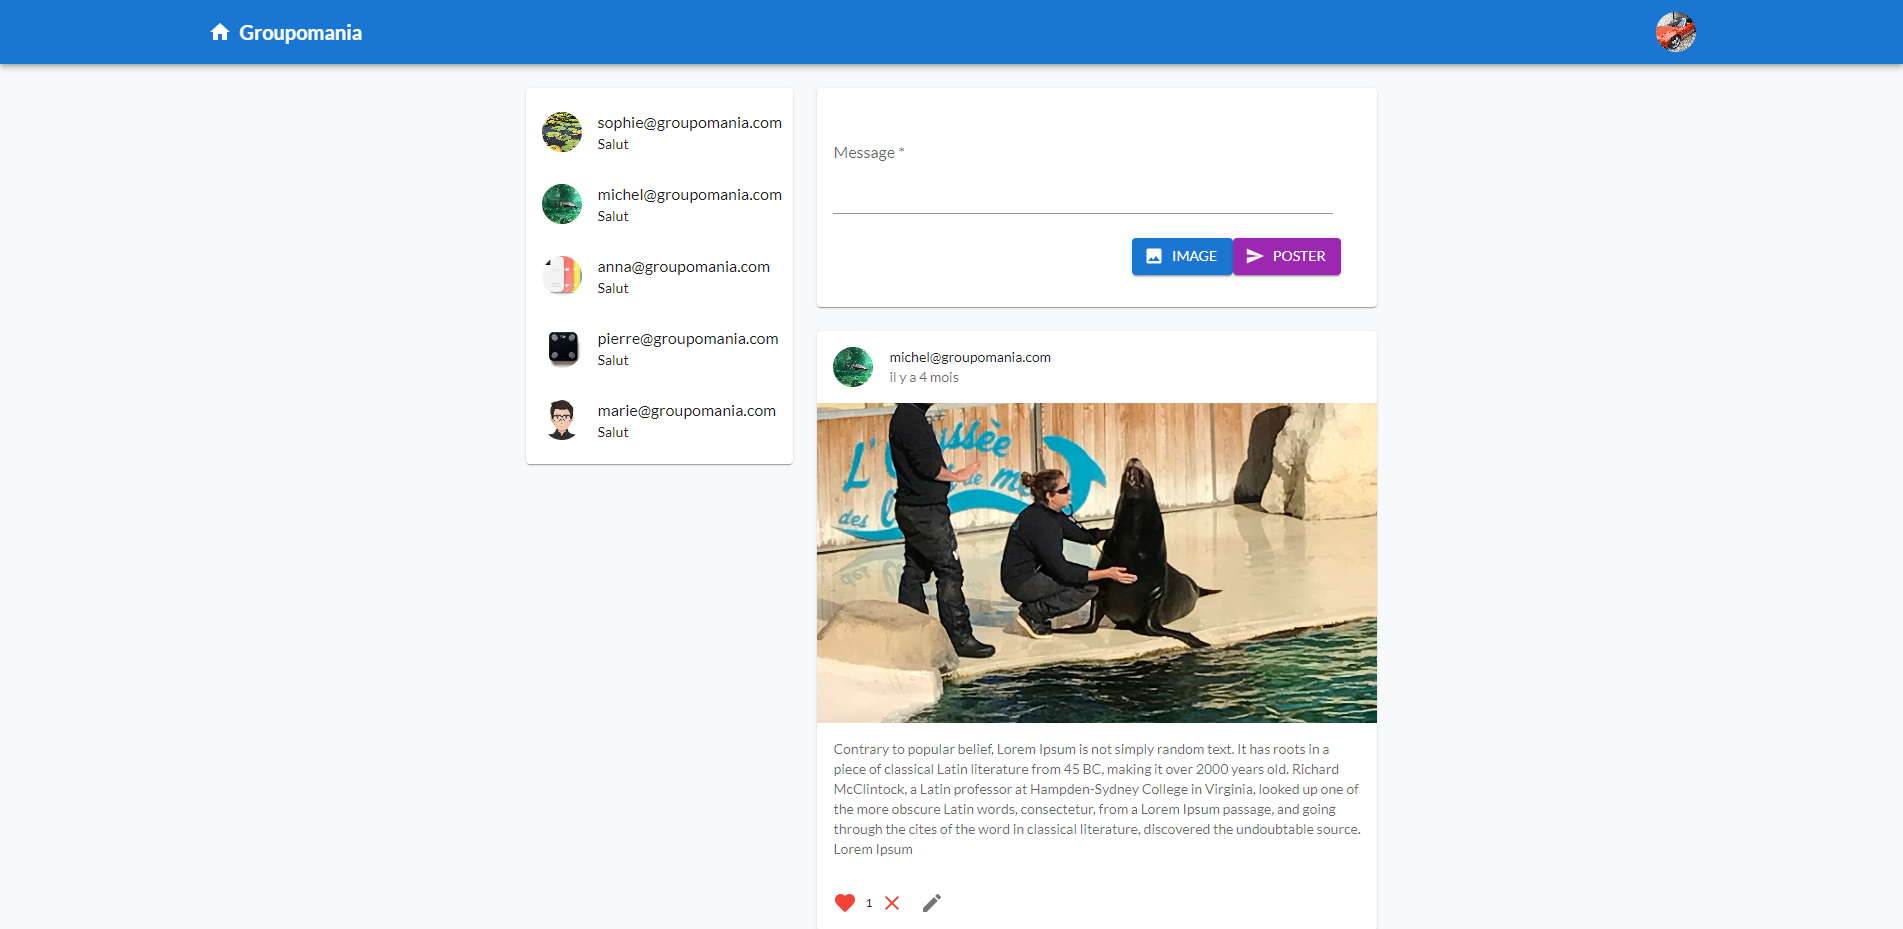 Groupomania
sophie@groupomania.com
Salut
michel@groupomania.com
Salut
anna@groupomania.com
Salut
pierre@groupomania.com
Salut
marie@groupomania.com
Salut
Message *
IMAGE
POSTER
michel@groupomania.com
il y a 4 mois
L'
ssèe
de me
des
Contrary to popular belief, Lorem Ipsum is not simply random text. It has roots in a
piece of classical Latin literature from 45 BC, making it over 2000 years old. Richard
McClintock, a Latin professor at Hampden-Sydney College in Virginia, looked up one of
the more obscure Latin words, consectetur, from a Lorem Ipsum passage, and going
through the cites of the word in classical literature, discovered the undoubtable source.
Lorem Ipsum
1